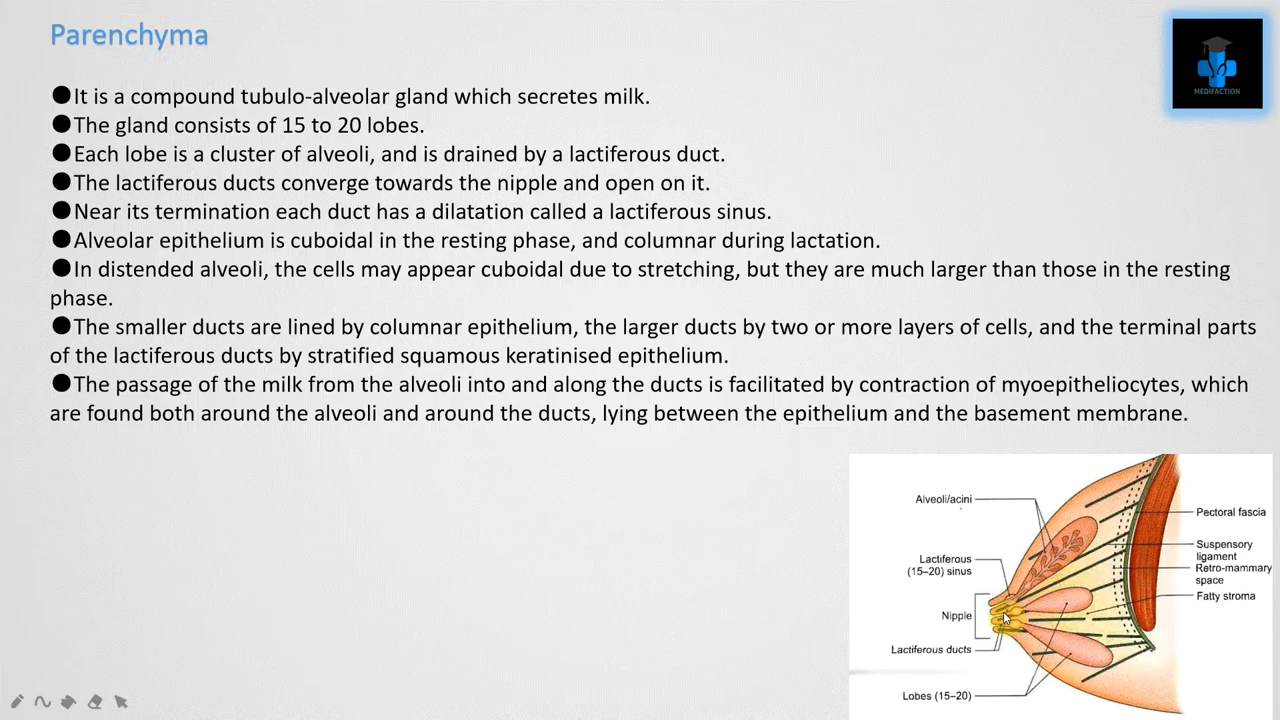 Parenchyma
MEDIFACTION
●It is a compound tubulo-alveolar gland which secretes milk.
●The gland consists of 15 to 20 lobes.
●Each lobe is a cluster of alveoli, and is drained by a lactiferous duct.
●The lactiferous ducts converge towards the nipple and open on it.
●Near its termination each duct has a dilatation called a lactiferous sinus.
●Alveolar epithelium is cuboidal in the resting phase, and columnar during lactation.
●In distended alveoli, the cells may appear cuboidal due to stretching, but they are much larger than those in the resting
phase.
●The smaller ducts are lined by columnar epithelium, the larger ducts by two or more layers of cells, and the terminal parts
of the lactiferous ducts by stratified squamous keratinised epithelium.
●The passage of the milk from the alveoli into and along the ducts is facilitated by contraction of myoepitheliocytes, which
are found both around the alveoli and around the ducts, lying between the epithelium and the basement membrane.
Alveoli/acini
Lactiferous
(15–20) sinus
Nipple
Lactiferous ducts
Lobes (15–20)
Pectoral fascia
Suspensory
ligament
Retro-mammary
space
Fatty stroma